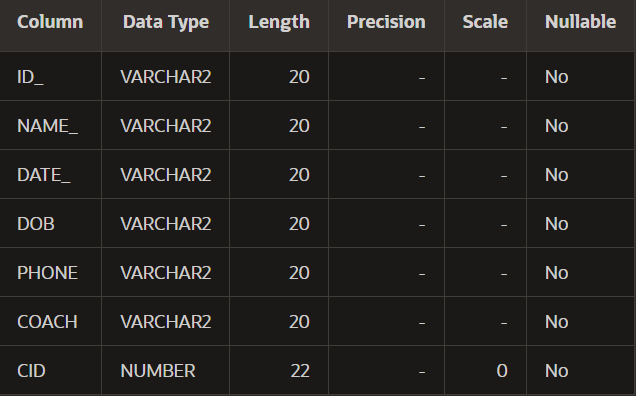 Column Data Type Length Precision Scale Nullable
ID_ VARCHAR2 20 - - No
NAME_ VARCHAR2 20 - - No
DATE_ VARCHAR2 20 - - No
DOB VARCHAR2 20 - - No
PHONE VARCHAR2 20 - - No
COACH VARCHAR2 20 - - No
CID NUMBER 22 - 0 No